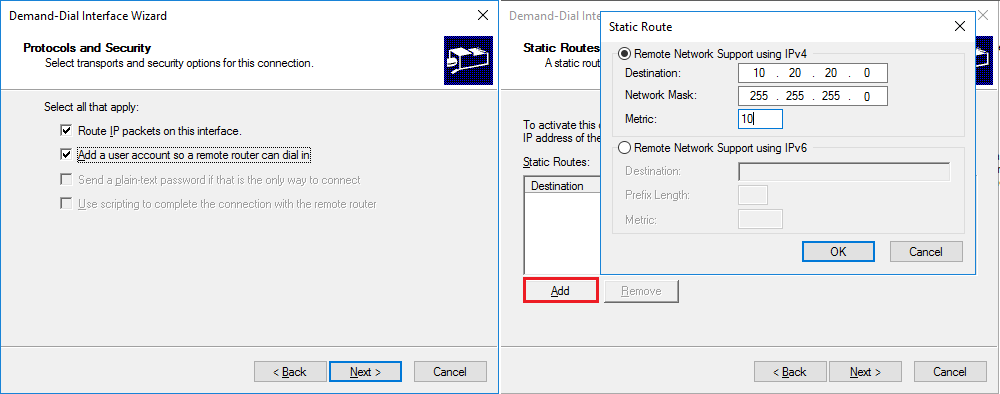 Demand-Dial Interface Wizard
Protocols and Security
Select transports and security options for this connection.
Select all that apply:
Route IP packets on this interface.
Add a user account so a remote router can dial in
Send a plain-text password if that is the only way to connect
Use scripting to complete the connection with the remote router
< Back
Next >
Cancel
Demand-Dial Inte
Static Routes
A static rout
To activate this c
IP address of the
Static Routes:
Destination
Add
Remove
< Back
Next >
Cancel
Static Route
Remote Network Support using IPv4
Destination: 10 . 20 . 20 . 0
Network Mask: 255 . 255 . 255 . 0
Metric: 10
Remote Network Support using IPv6
Destination:
Prefix Length:
Metric:
OK
Cancel